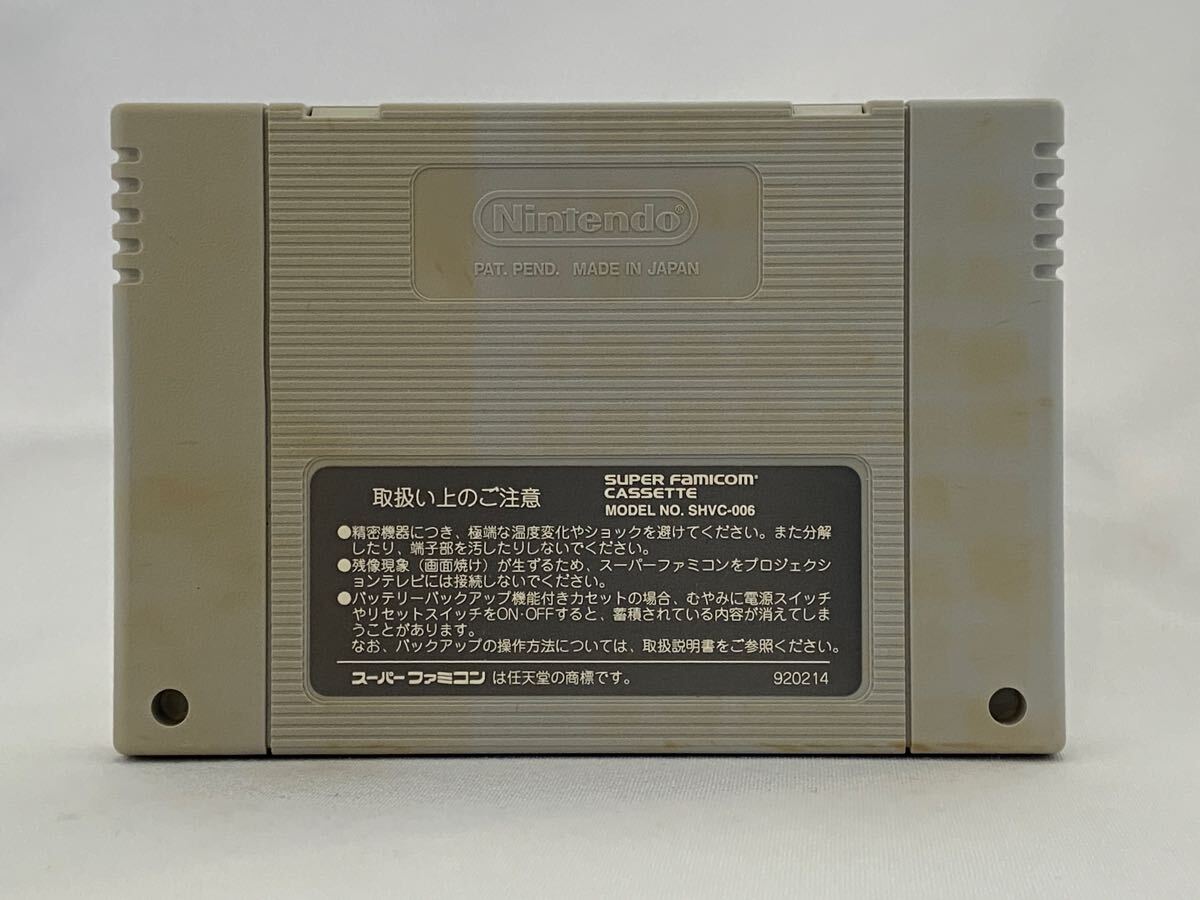 Nintendo®
PAT. PEND. MADE IN JAPAN
取扱い上のご注意
SUPER FAMICOM
CASSETTE
MODEL NO. SHVC-006
●精密機器につき、極端な温度変化やショックを避けてください。また分解
したり、端子部を汚したりしないでください。
●残像現象(画面焼け)が生ずるため、スーパーファミコンをプロジェクシ
ョンテレビには接続しないでください。
●バッテリーバックアップ機能付きカセットの場合、むやみに電源スイッチ
やリセットスイッチをON・OFFすると、蓄積されている内容が消えてしま
うことがあります。
なお、バックアップの操作方法については、取扱説明書をご参照ください。
スーパーファミコン は任天堂の商標です。
920214